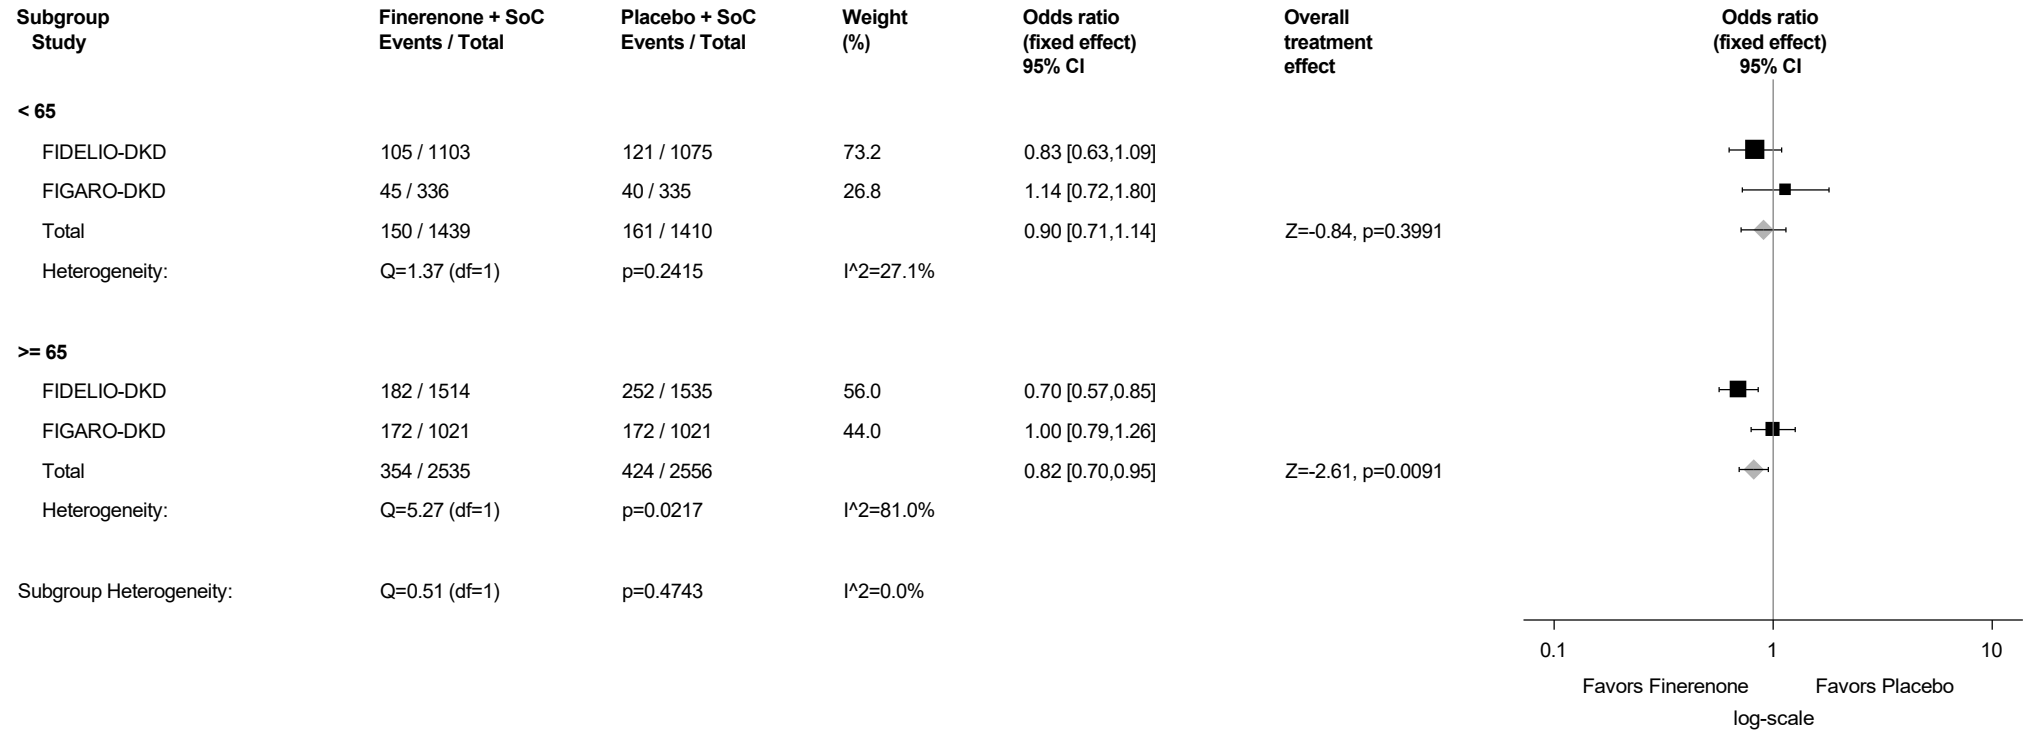 Subgroup Finerenone + SoC Placebo + SoC Weight Odds ratio Overall Odds ratio
Study Events / Total Events / Total (%) (fixed effect) treatment (fixed effect)
95% CI effect 95% CI
< 65
FIDELIO-DKD 105 / 1103 121 / 1075 73.2 0.83 [0.63,1.09]
FIGARO-DKD 45 / 336 40 / 335 26.8 1.14 [0.72,1.80]
Total 150 / 1439 161 / 1410 0.90 [0.71,1.14] Z=-0.84, p=0.3991
Heterogeneity: Q=1.37 (df=1) p=0.2415 I^2=27.1%
>= 65
FIDELIO-DKD 182 / 1514 252 / 1535 56.0 0.70 [0.57,0.85]
FIGARO-DKD 172 / 1021 172 / 1021 44.0 1.00 [0.79,1.26]
Total 354 / 2535 424 / 2556 0.82 [0.70,0.95] Z=-2.61, p=0.0091
Heterogeneity: Q=5.27 (df=1) p=0.0217 I^2=81.0%
Subgroup Heterogeneity: Q=0.51 (df=1) p=0.4743 I^2=0.0%
0.1 1 10
Favors Finerenone Favors Placebo
log-scale